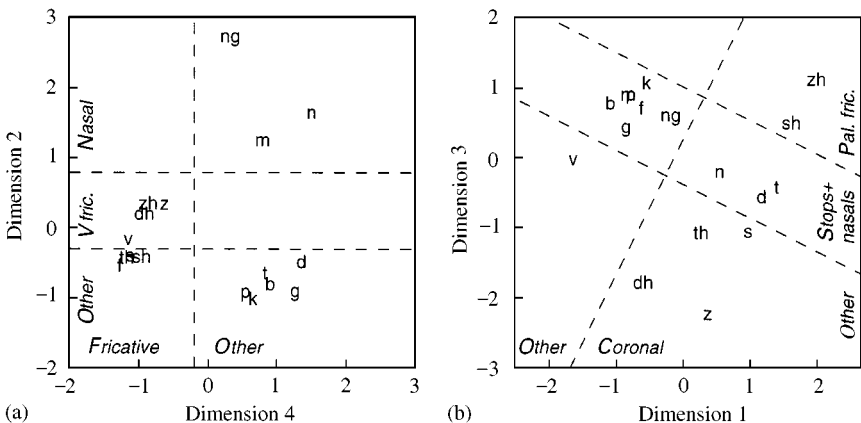 3
2
1
0
−1
−2
Dimension 2
Nasal
V fric.
Other
ng
n
m
zh z
dh
v
sh
t
d
b
p
k
g
Fricative
Other
−2
−1
0
1
2
3
(a)
Dimension 4
2
1
0
−1
−2
−3
Dimension 3
k
zh
b
p
f
ng
sh
g
v
n
t
d
th
s
dh
z
Pal. fric.
Stops+
nasals
Other
Other
Coronal
−2
−1
0
1
2
(b)
Dimension 1